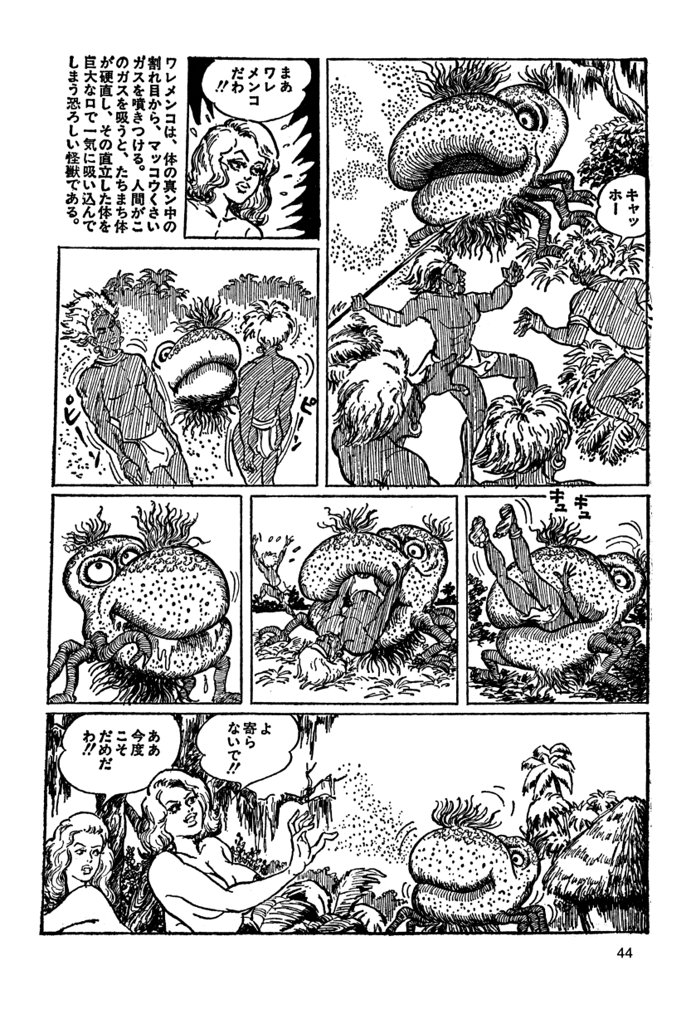 キャッ
ホー
まあ
ワレ
メンコ
だわ!!
ワレメンコは、体の真ン中の
割れ目から、マッコウくさい
ガスを噴きつける。人間がこ
のガスを吸うと、たちまち体
が硬直し、その直立した体を
巨大な口で一気に吸い込んで
しまう恐ろしい怪獣である。
ピーン
ピーン
キュ
キュ
よ
寄ら
ないで!!
ああ
今度
こそ
だめだ
わ!!
44